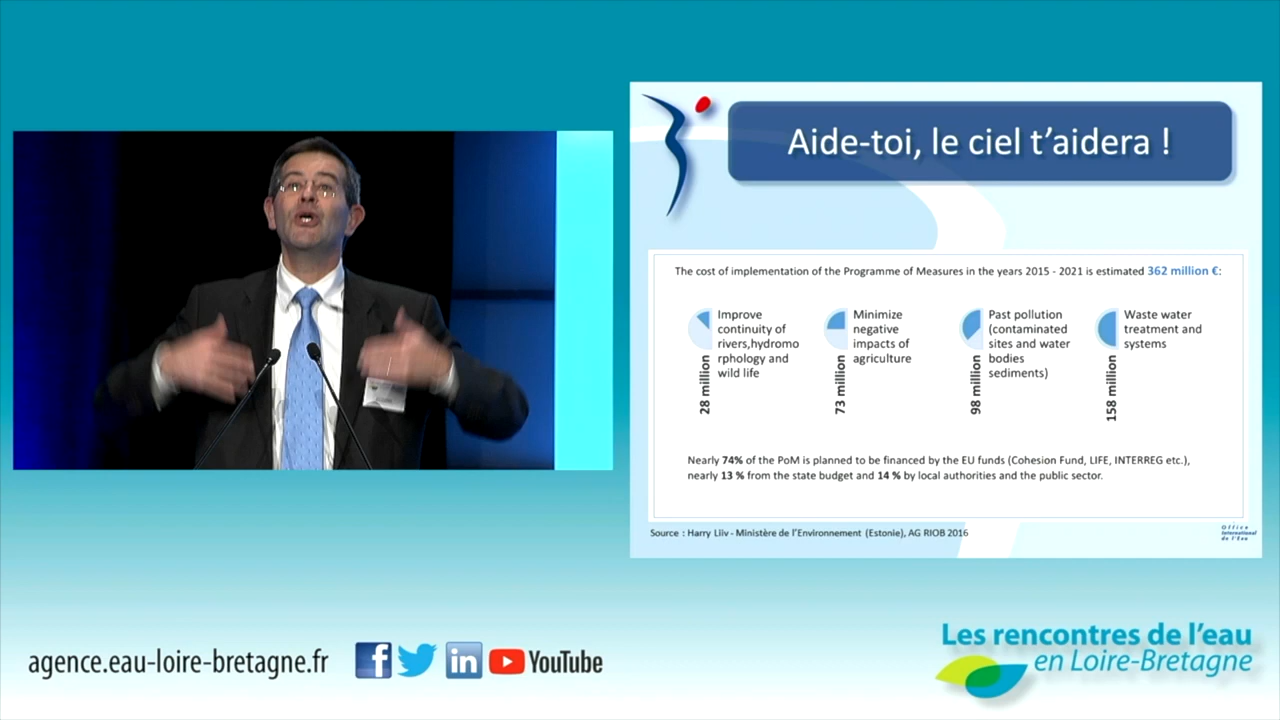 Aide-toi, le ciel t'aidera !
The cost of implementation of the Programme of Measures in the years 2015 - 2021 is estimated 362 million €:
28 million
Improve
continuity of
rivers,hydromo
rphology and
wild life
73 million
Minimize
negative
impacts of
agriculture
98 million
Past pollution
(contaminated
sites and water
bodies
sediments)
158 million
Waste water
treatment and
systems
Nearly 74% of the PoM is planned to be financed by the EU funds (Cohesion Fund, LIFE, INTERREG etc.),
nearly 13 % from the state budget and 14 % by local authorities and the public sector.
Source : Harry Liiv - Ministère de l'Environnement (Estonie), AG RIOB 2016
Office
International
de l'Eau
agence.eau-loire-bretagne.fr
f
in
YouTube
Les rencontres de l'eau
en Loire-Bretagne